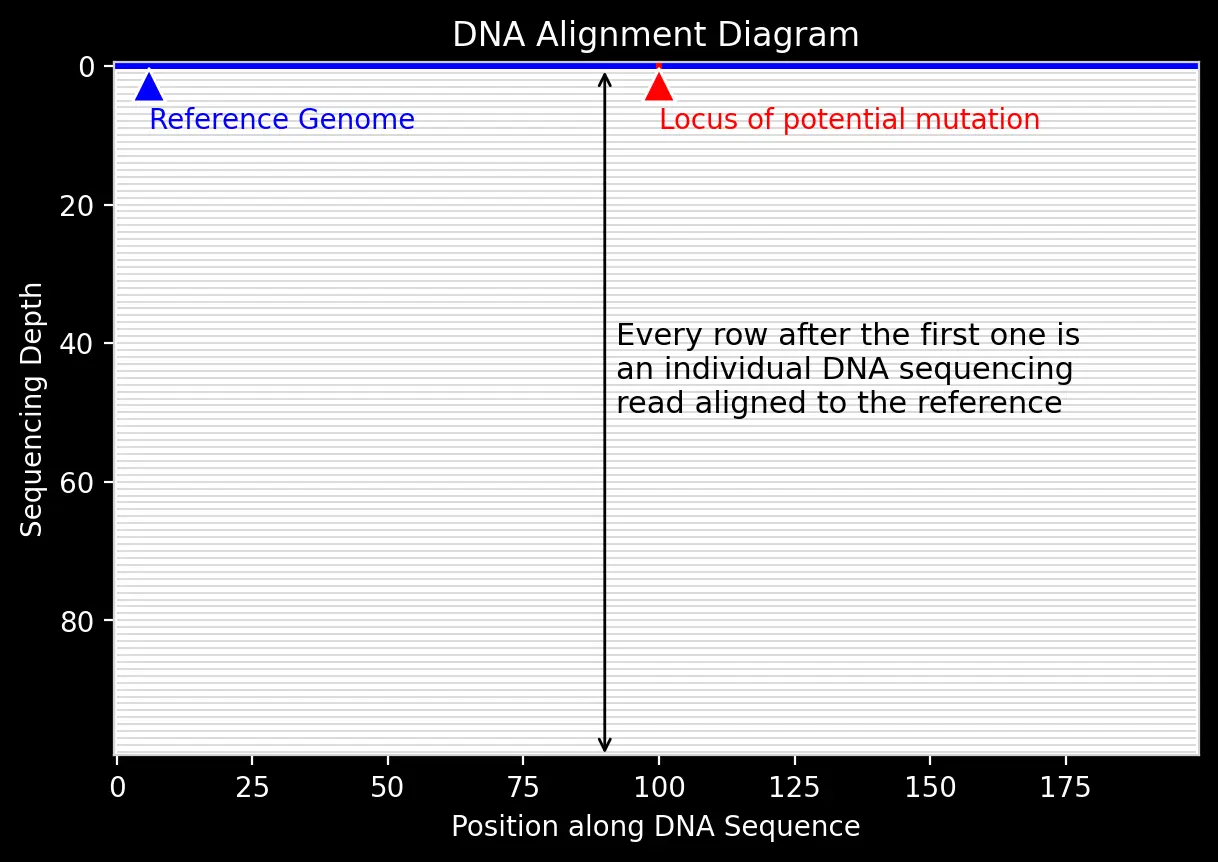 DNA Alignment Diagram
0
Reference Genome
Locus of potential mutation
20
40
60
80
Sequencing Depth
Every row after the first one is
an individual DNA sequencing
read aligned to the reference
0 25 50 75 100 125 150 175
Position along DNA Sequence